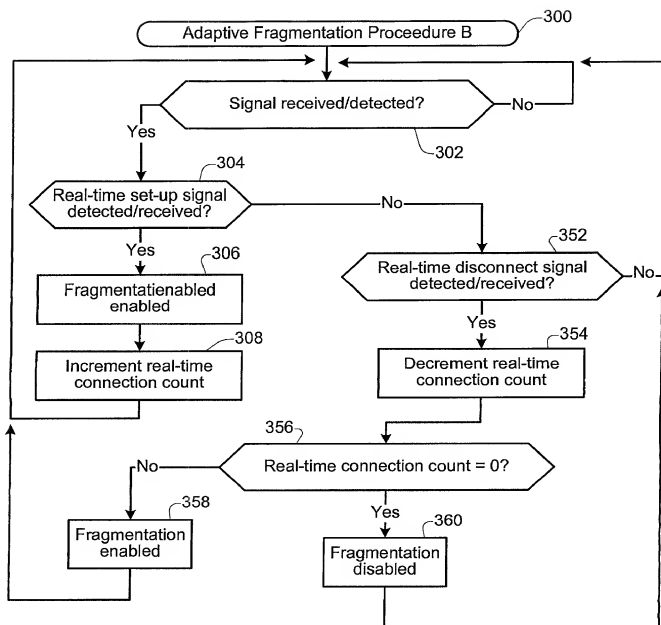 Adaptive Fragmentation Proceedure B
300
Signal received/detected?
No
302
Yes
304
Real-time set-up signal
detected/received?
No
Yes
306
Fragmentatienabled
enabled
308
Increment real-time
connection count
352
Real-time disconnect signal
detected/received?
No
Yes
354
Decrement real-time
connection count
356
Real-time connection count = 0?
No
358
Fragmentation
enabled
Yes
360
Fragmentation
disabled